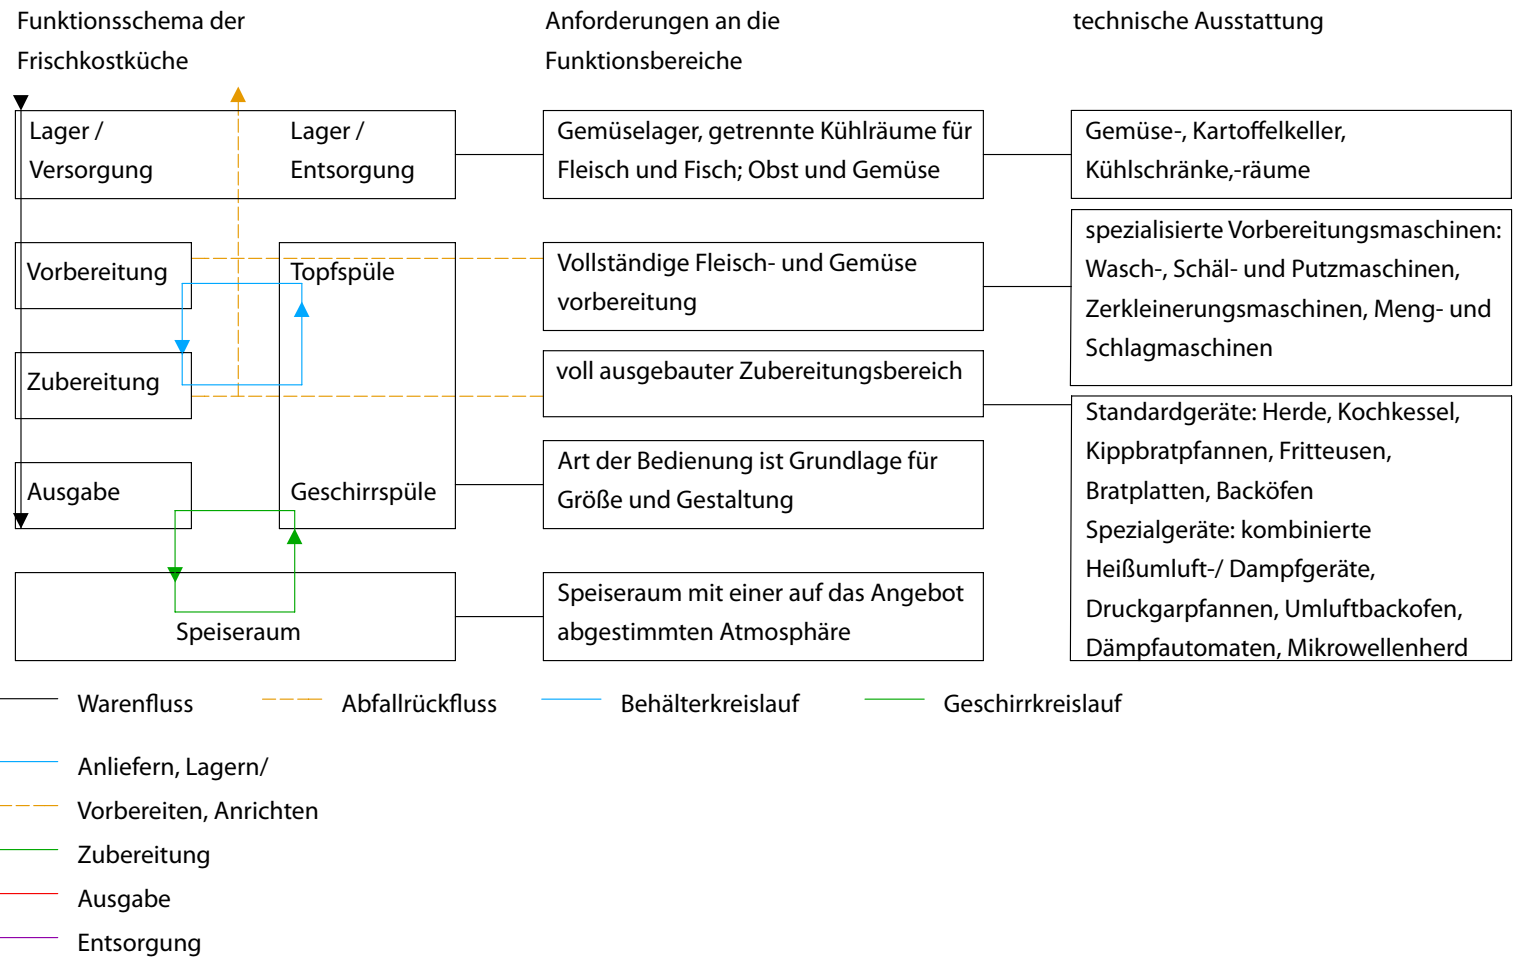 Funktionsschema der
Frischkostküche
Anforderungen an die
Funktionsbereiche
technische Ausstattung
Lager /
Versorgung
Lager /
Entsorgung
Gemüselager, getrennte Kühlräume für
Fleisch und Fisch; Obst und Gemüse
Gemüse-, Kartoffelkeller,
Kühlschränke,-räume
Vorbereitung
Topfspüle
Vollständige Fleisch- und Gemüse
vorbereitung
spezialisierte Vorbereitungsmaschinen:
Wasch-, Schäl- und Putzmaschinen,
Zerkleinerungsmaschinen, Meng- und
Schlagmaschinen
Zubereitung
voll ausgebauter Zubereitungsbereich
Standardgeräte: Herde, Kochkessel,
Kippbratpfannen, Fritteusen,
Bratplatten, Backöfen
Spezialgeräte: kombinierte
Heißumluft-/ Dampfgeräte,
Druckgarpfannen, Umluftbackofen,
Dämpfautomaten, Mikrowellenherd
Ausgabe
Geschirrspüle
Art der Bedienung ist Grundlage für
Größe und Gestaltung
Speiseraum
Speiseraum mit einer auf das Angebot
abgestimmten Atmosphäre
Warenfluss
Abfallrückfluss
Behälterkreislauf
Geschirrkreislauf
Anliefern, Lagern/
Vorbereiten, Anrichten
Zubereitung
Ausgabe
Entsorgung